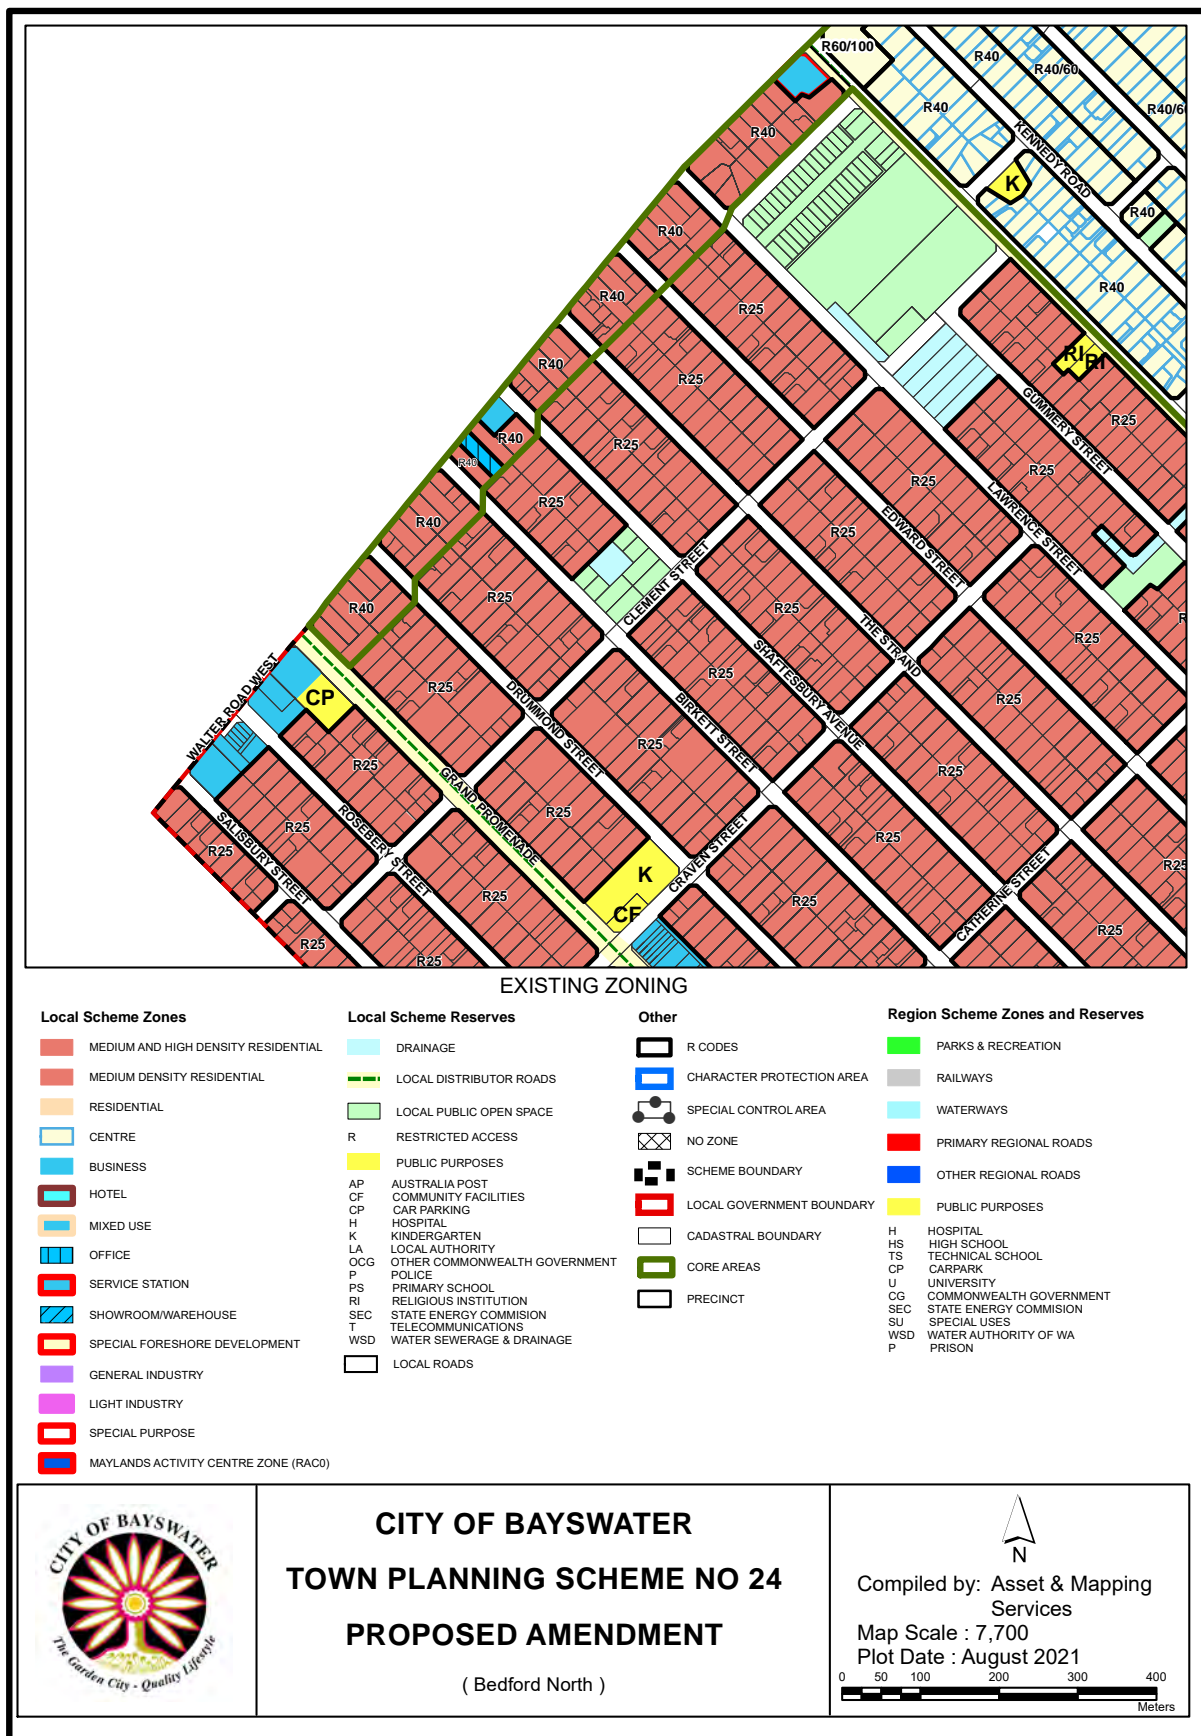 R60/100
R40
R40/60
R40
R40/6
KENNEDY ROAD
R40
K
R40
R40
R40
R40
R25
R40
R25
RI
RI
R25
GUMMERY STREET
R40
R40
R25
R40
R25
R25
LAWRENCE STREET
R25
EDWARD STREET
R40
R25
R25
CLEMENT STREET
R40
R25
R25
THE STRAND
R25
R
SHAFTESBURY AVENUE
R25
R25
BIRKETT STREET
R25
R25
DRUMMOND STREET
WALTER ROAD WEST
CP
R25
R25
R25
GRAND PROMENADE
R25
R25
SALISBURY STREET
R25
ROSEBERY STREET
R25
CRAVEN STREET
R25
R25
R25
K
CF
R25
CATHERINE STREET
R25
R25
R25
EXISTING ZONING
Local Scheme Zones
MEDIUM AND HIGH DENSITY RESIDENTIAL
MEDIUM DENSITY RESIDENTIAL
RESIDENTIAL
CENTRE
BUSINESS
HOTEL
MIXED USE
OFFICE
SERVICE STATION
SHOWROOM/WAREHOUSE
SPECIAL FORESHORE DEVELOPMENT
GENERAL INDUSTRY
LIGHT INDUSTRY
SPECIAL PURPOSE
MAYLANDS ACTIVITY CENTRE ZONE (RAC0)
Local Scheme Reserves
DRAINAGE
LOCAL DISTRIBUTOR ROADS
LOCAL PUBLIC OPEN SPACE
R RESTRICTED ACCESS
PUBLIC PURPOSES
AP AUSTRALIA POST
CF COMMUNITY FACILITIES
CP CAR PARKING
H HOSPITAL
K KINDERGARTEN
LA LOCAL AUTHORITY
OCG OTHER COMMONWEALTH GOVERNMENT
P POLICE
PS PRIMARY SCHOOL
RI RELIGIOUS INSTITUTION
SEC STATE ENERGY COMMISION
T TELECOMMUNICATIONS
WSD WATER SEWERAGE & DRAINAGE
LOCAL ROADS
Other
R CODES
CHARACTER PROTECTION AREA
SPECIAL CONTROL AREA
NO ZONE
SCHEME BOUNDARY
LOCAL GOVERNMENT BOUNDARY
CADASTRAL BOUNDARY
CORE AREAS
PRECINCT
Region Scheme Zones and Reserves
PARKS & RECREATION
RAILWAYS
WATERWAYS
PRIMARY REGIONAL ROADS
OTHER REGIONAL ROADS
PUBLIC PURPOSES
H HOSPITAL
HS HIGH SCHOOL
TS TECHNICAL SCHOOL
CP CARPARK
U UNIVERSITY
CG COMMONWEALTH GOVERNMENT
SEC STATE ENERGY COMMISION
SU SPECIAL USES
WSD WATER AUTHORITY OF WA
P PRISON
CITY OF BAYSWATER
The Garden City - Quality Lifestyle
CITY OF BAYSWATER
TOWN PLANNING SCHEME NO 24
PROPOSED AMENDMENT
( Bedford North )
N
Compiled by: Asset & Mapping
Services
Map Scale : 7,700
Plot Date : August 2021
0 50 100 200 300 400
Meters